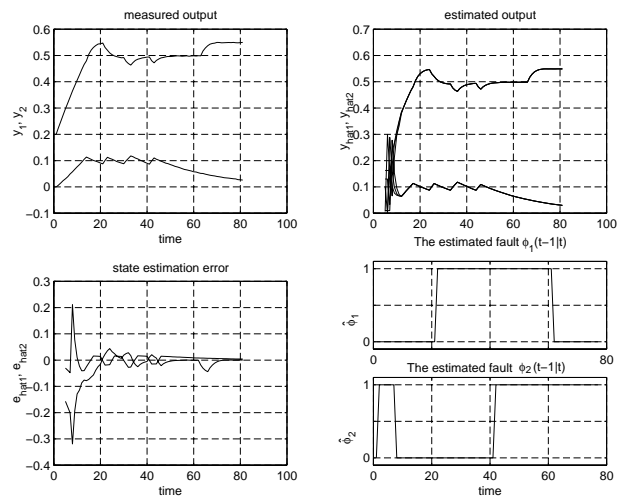 measured output
0.6
0.5
0.4
0.3
0.2
0.1
0
−0.1
y1, y2
0 20 40 60 80 100
time
estimated output
0.7
0.6
0.5
0.4
0.3
0.2
0.1
0
yhat1, yhat2
0 20 40 60 80 100
time
state estimation error
0.3
0.2
0.1
0
−0.1
−0.2
−0.3
−0.4
ehat1, ehat2
0 20 40 60 80 100
time
The estimated fault ϕ1(t−1|t)
1
0
ϕ̂1
0 80
The estimated fault ϕ2(t−1|t)
1
0
ϕ̂2
0 20 40 60 80
time